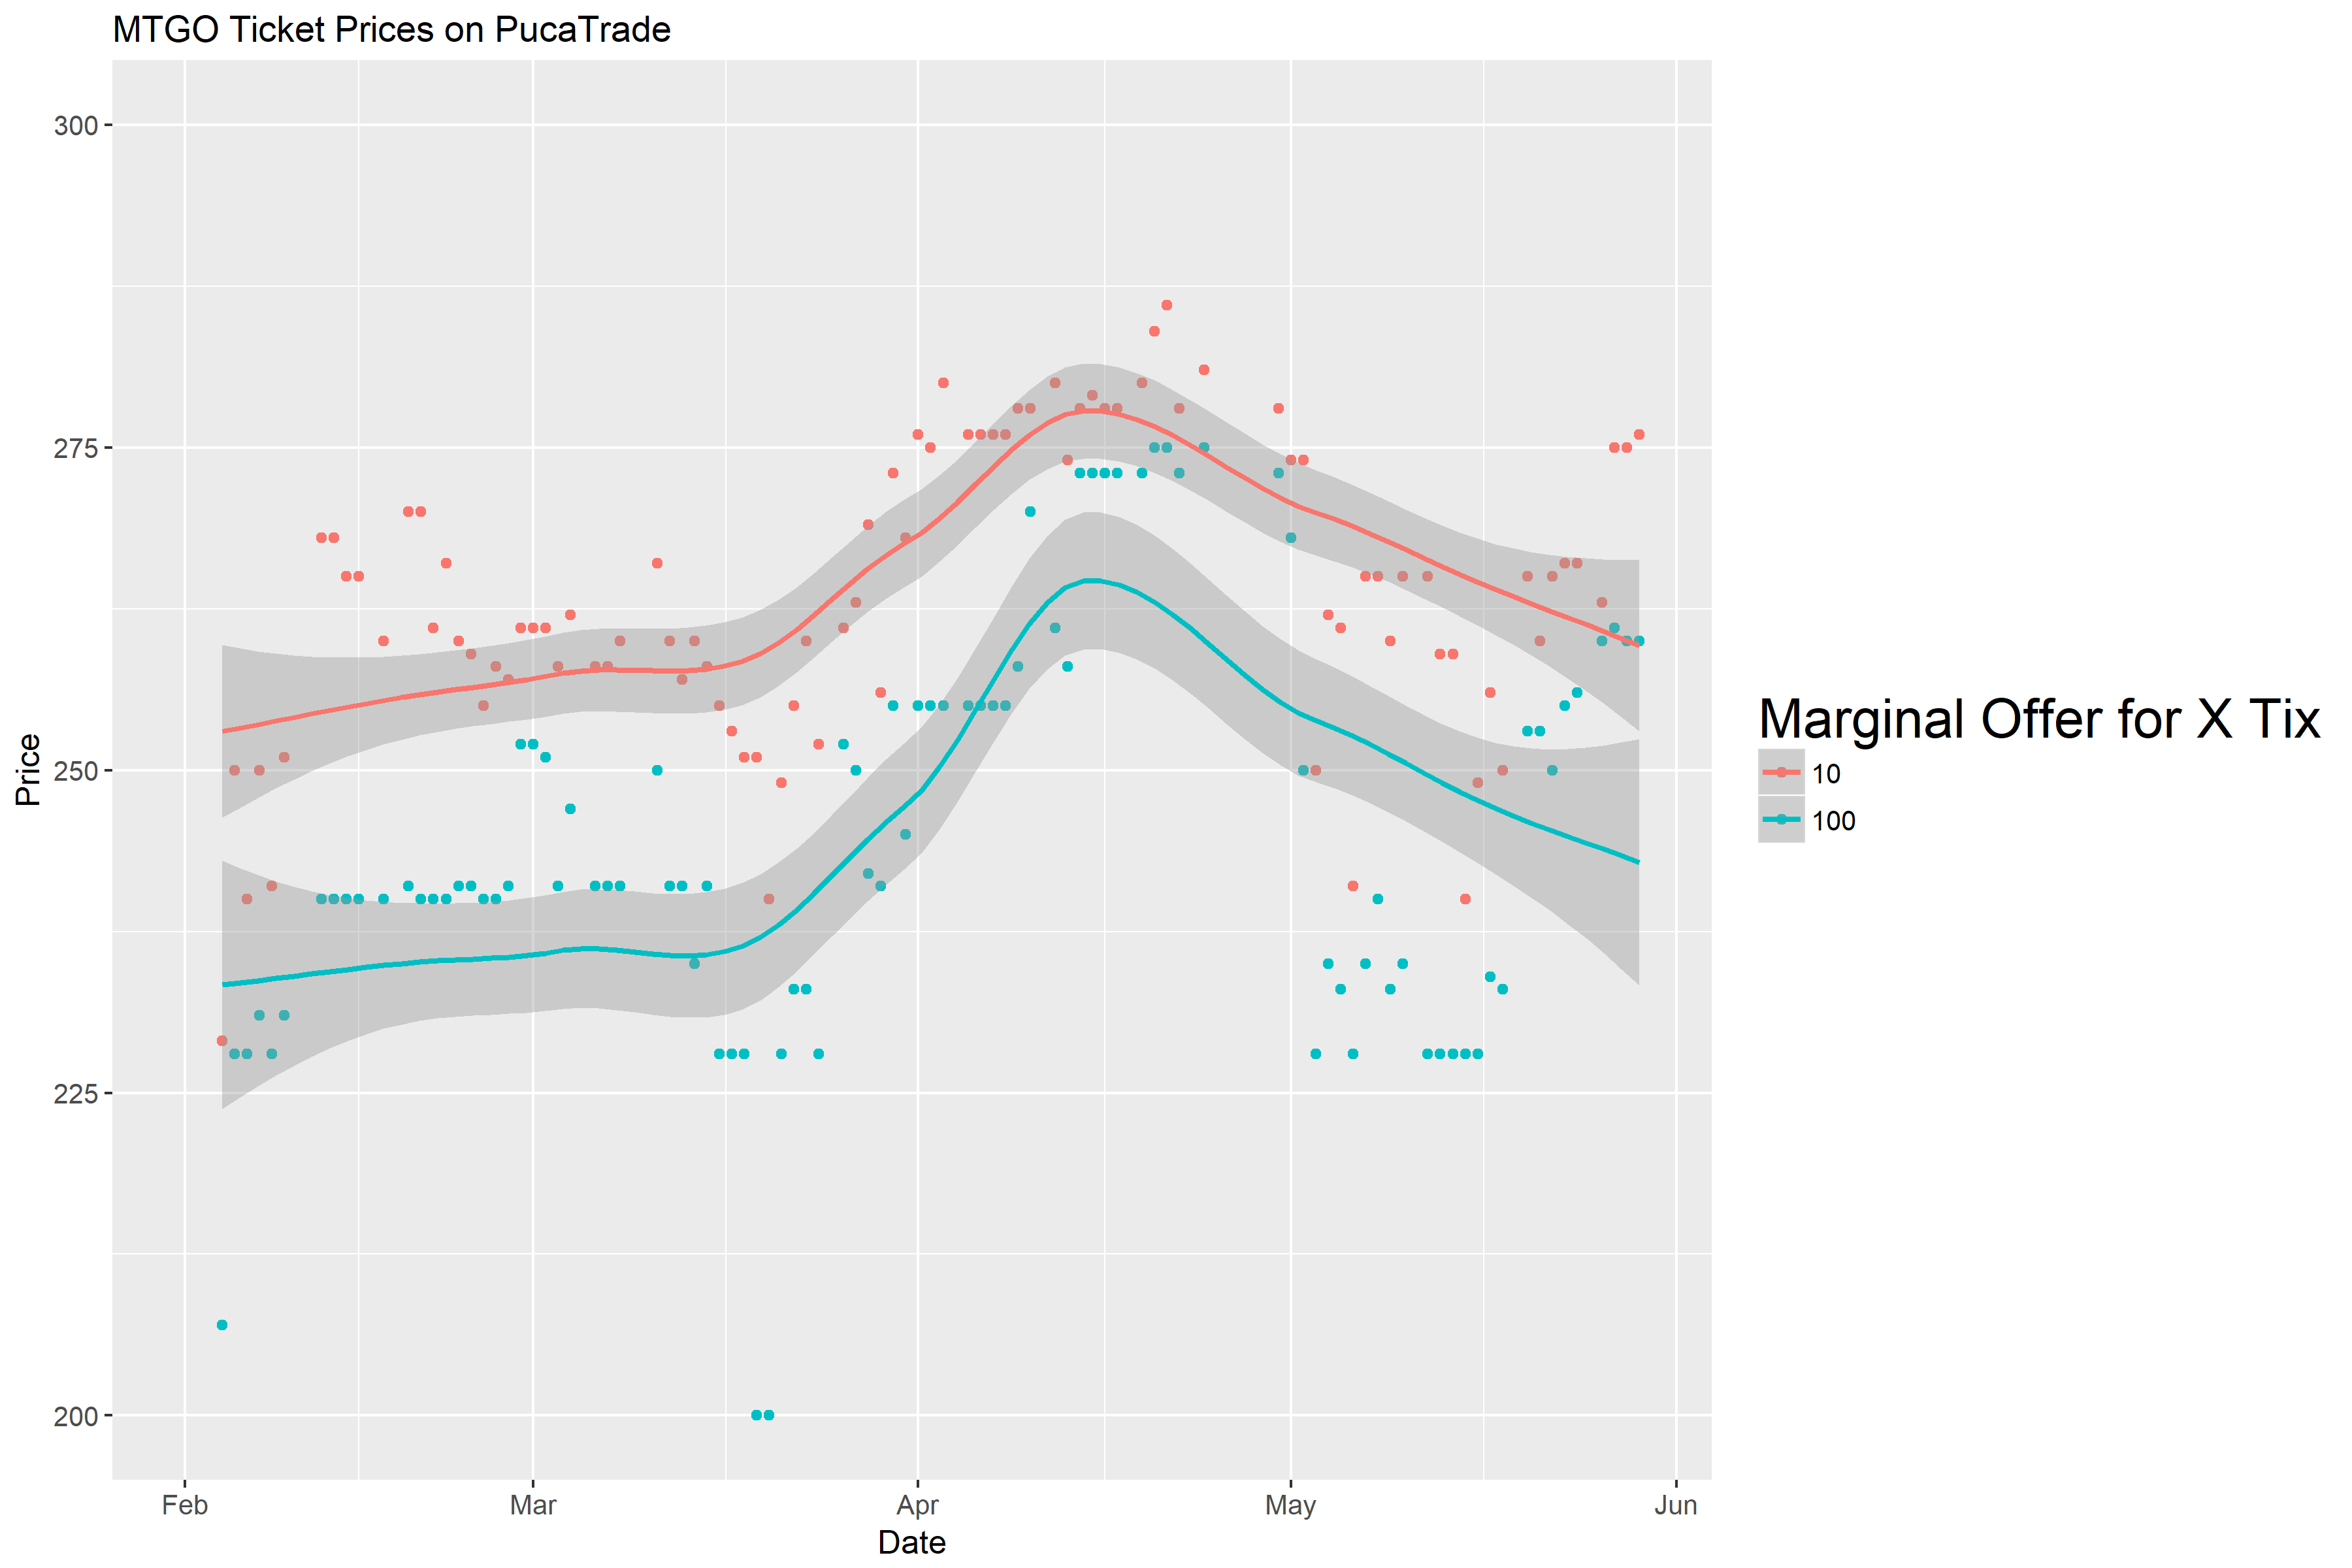 MTGO Ticket Prices on PucaTrade
300
275
250
225
200
Price
Feb Mar Apr May Jun
Date
Marginal Offer for X Tix
10
100